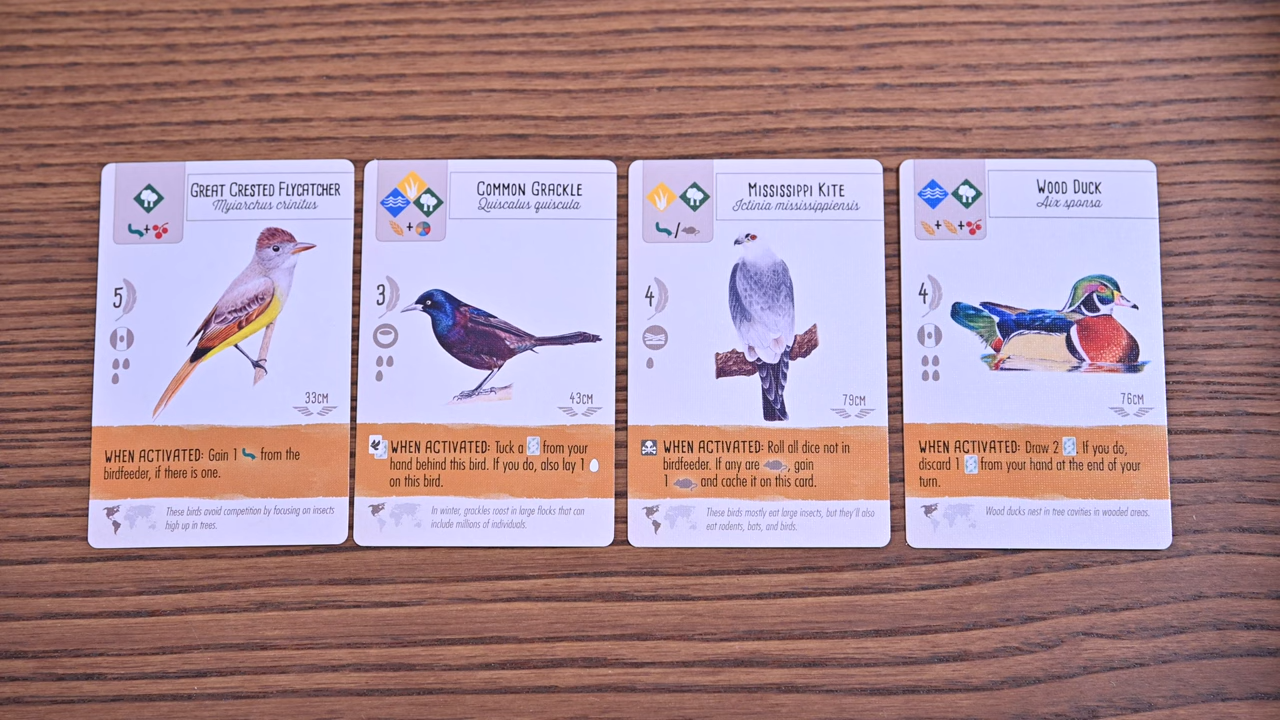 GREAT CRESTED FLYCATCHER
Myiarchus crinitus
+
5
33CM
WHEN ACTIVATED: Gain 1 from the
birdfeeder, if there is one.
These birds avoid competition by focusing on insects
high up in trees.
COMMON GRACKLE
Quiscalus quiscula
+
3
43CM
WHEN ACTIVATED: Tuck a from your
hand behind this bird. If you do, also lay 1
on this bird.
In winter, grackles roost in large flocks that can
include millions of individuals.
MISSISSIPPI KITE
Ictinia mississippiensis
/
4
79CM
WHEN ACTIVATED: Roll all dice not in
birdfeeder. If any are , gain
1 and cache it on this card.
These birds mostly eat large insects, but they'll also
eat rodents, bats, and birds.
WOOD DUCK
Aix sponsa
+ +
4
76CM
WHEN ACTIVATED: Draw 2 . If you do,
discard 1 from your hand at the end of your
turn.
Wood ducks nest in tree cavities in wooded areas.